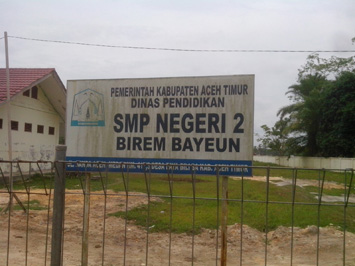 PEMERINTAH KABUPATEN ACEH TIMUR
DINAS PENDIDIKAN
SMP NEGERI 2
BIREM BAYEUN